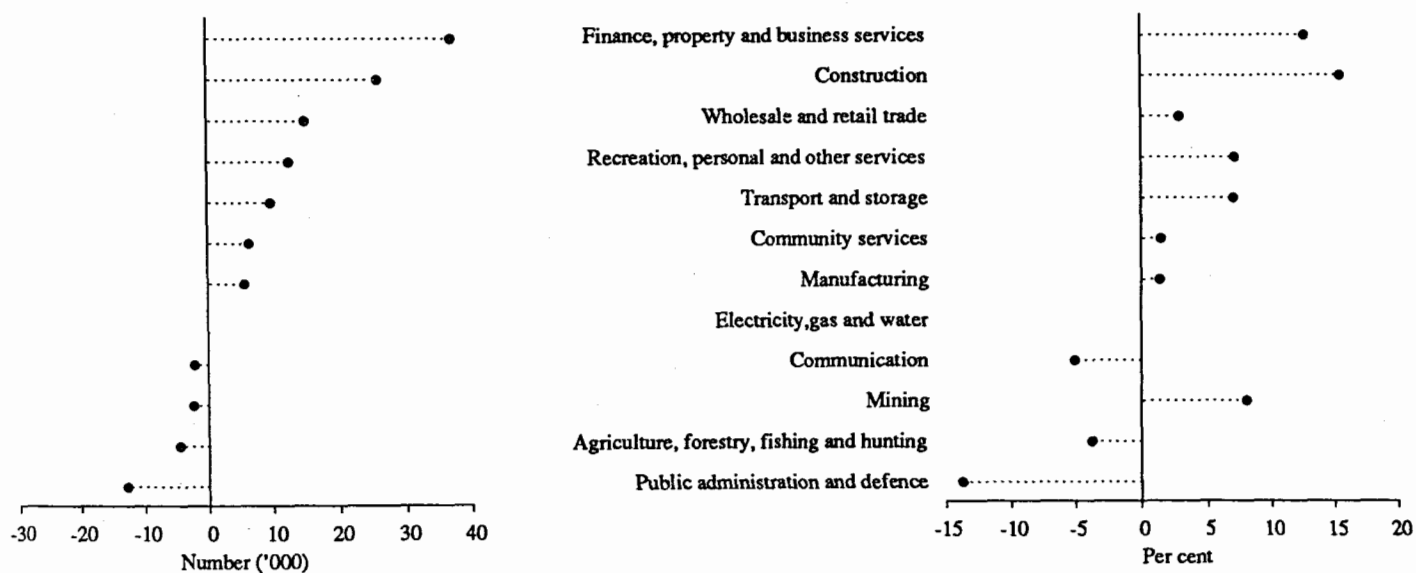 Finance, property and business services
Construction
Wholesale and retail trade
Recreation, personal and other services
Transport and storage
Community services
Manufacturing
Electricity,gas and water
Communication
Mining
Agriculture, forestry, fishing and hunting
Public administration and defence
-30 -20 -10 0 10 20 30 40
Number ('000)
-15 -10 -5 0 5 10 15 20
Per cent